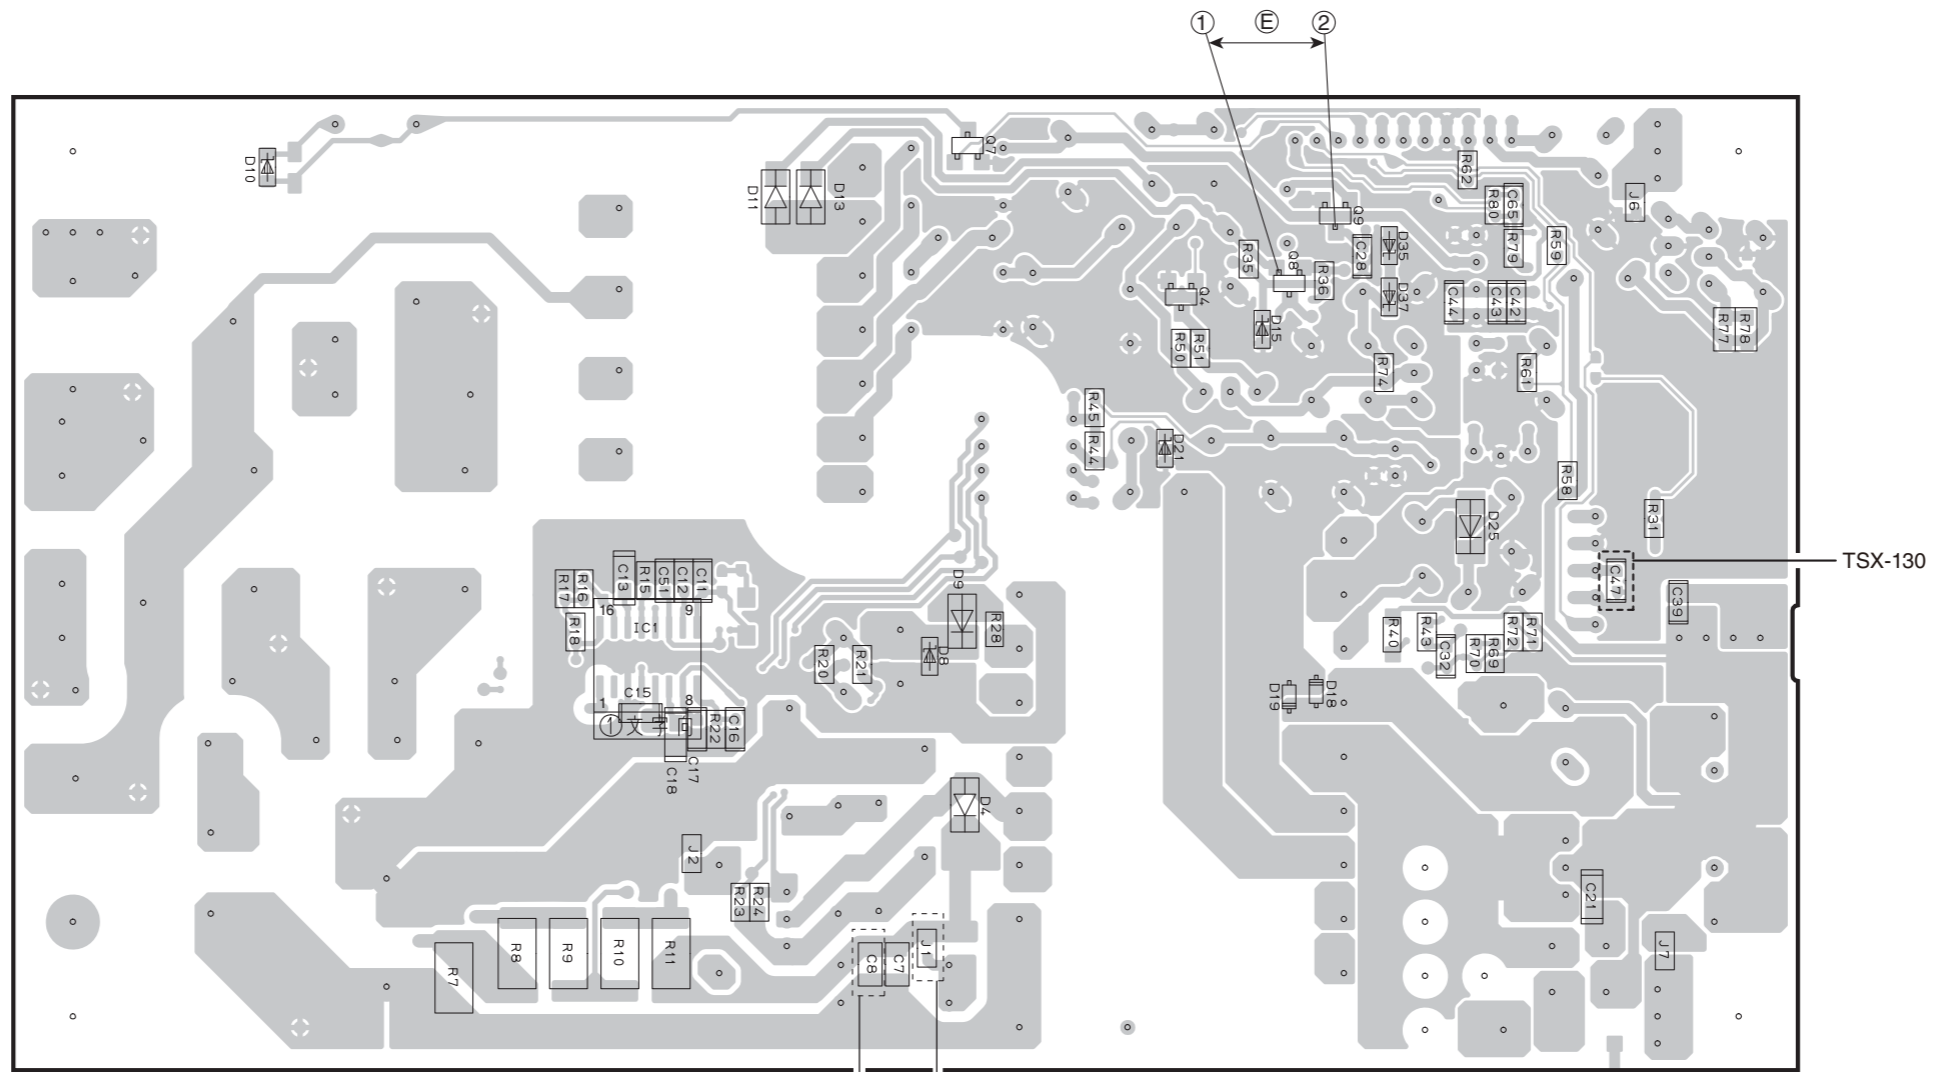 ① Ⓔ ②
D10
D11
D13
Q7
R62
R80
C65
R79
R59
J6
Q9
C28
D35
D37
R35
Q8
R36
Q4
D15
R50
R51
R74
C44
C43
C42
R61
R77
R78
R45
R44
D21
R58
D25
R31
C47
TSX-130
C39
R17
R16
C13
R15
C51
C12
C11
16
9
IC1
R18
C15
1
8
R22
C16
C17
C18
R20
R21
D9
D8
R28
R40
R43
C32
R70
R69
R72
R71
D19
D18
D4
J2
R23
R24
C21
R7
R8
R9
R10
R11
C8
C7
J1
J7